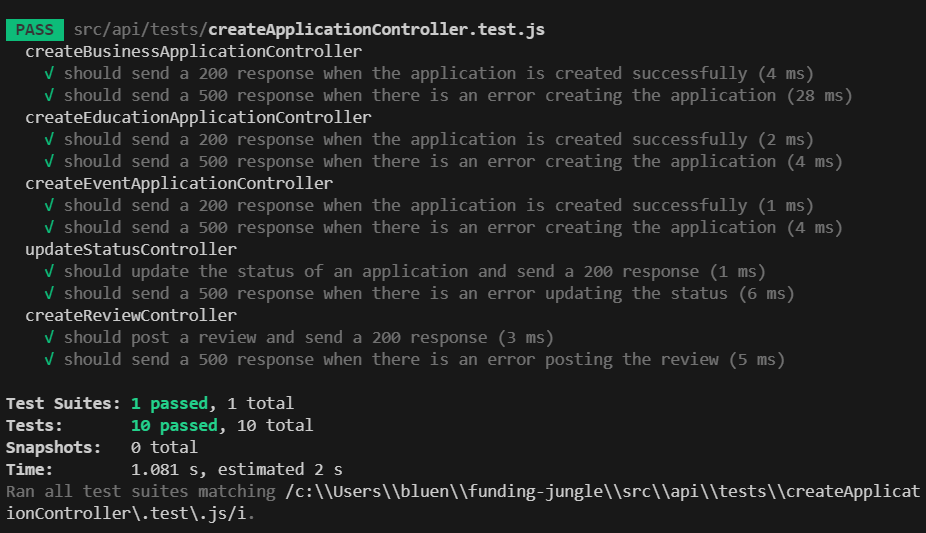 PASS src/api/tests/createApplicationController.test.js
createBusinessApplicationController
√ should send a 200 response when the application is created successfully (4 ms)
√ should send a 500 response when there is an error creating the application (28 ms)
createEducationApplicationController
√ should send a 200 response when the application is created successfully (2 ms)
√ should send a 500 response when there is an error creating the application (4 ms)
createEventApplicationController
√ should send a 200 response when the application is created successfully (1 ms)
√ should send a 500 response when there is an error creating the application (4 ms)
updateStatusController
√ should update the status of an application and send a 200 response (1 ms)
√ should send a 500 response when there is an error updating the status (6 ms)
createReviewController
√ should post a review and send a 200 response (3 ms)
√ should send a 500 response when there is an error posting the review (5 ms)
Test Suites: 1 passed, 1 total
Tests: 10 passed, 10 total
Snapshots: 0 total
Time: 1.081 s, estimated 2 s
Ran all test suites matching /c:\\Users\\bluen\\funding-jungle\\src\\api\\tests\\createApplicat
ionController\.test\.js/i.